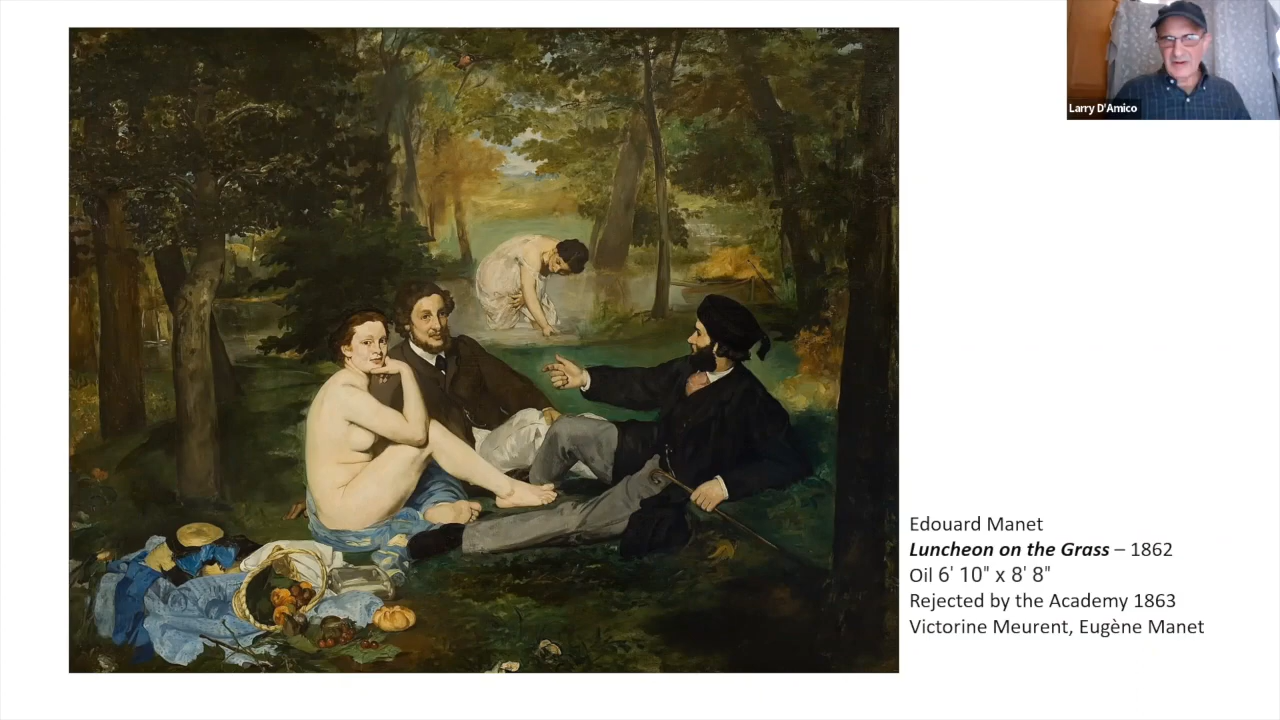 Larry D'Amico
Edouard Manet
Luncheon on the Grass – 1862
Oil 6' 10" x 8' 8"
Rejected by the Academy 1863
Victorine Meurent, Eugène Manet